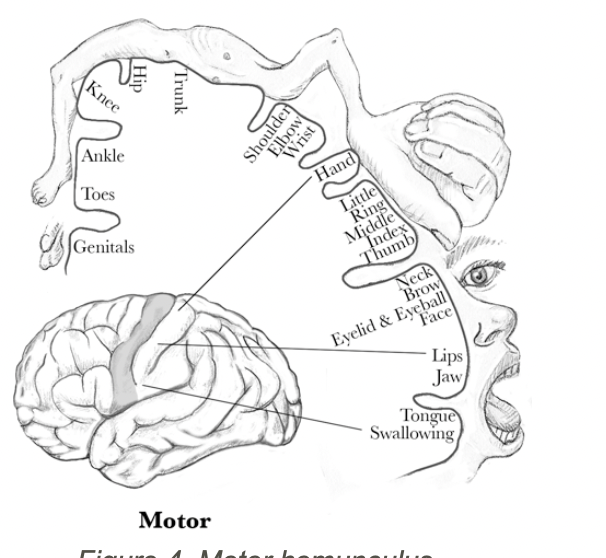 Hip
Trunk
Knee
Shoulder
Elbow
Wrist
Ankle
Hand
Toes
Little
Ring
Middle
Index
Thumb
Genitals
Neck
Brow
Eyelid & Eyeball
Face
Lips
Jaw
Tongue
Swallowing
Motor
Figure 4. Motor homunculus